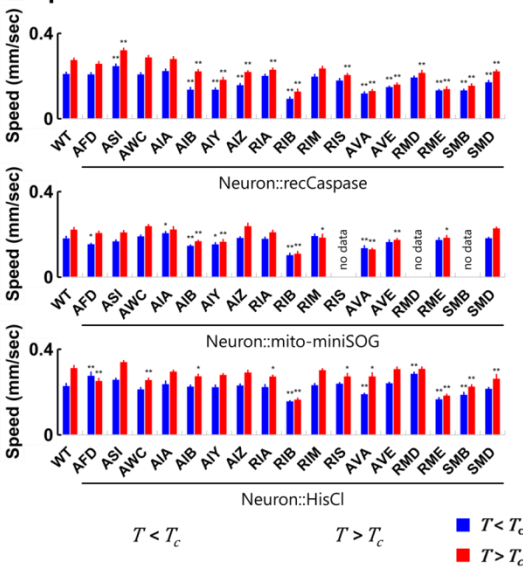 0.4
Speed (mm/sec)
** ** ** ** ** ** ** ** ** ** ** ** ** ** ** ** ** ** ** ** ** ** ** ** ** **
0
WT AFD ASI AWC AIA AIB AIY AIZ RIA RIB RIM RIS AVA AVE RMD RME SMB SMD
Neuron::recCaspase
0.4
Speed (mm/sec)
* * ** ** * ** ** ** * no data ** ** ** no data * no data
0
WT AFD ASI AWC AIA AIB AIY AIZ RIA RIB RIM RIS AVA AVE RMD RME SMB SMD
Neuron::mito-miniSOG
0.4
Speed (mm/sec)
** ** ** * * ** ** * ** * ** ** ** ** ** **
0
WT AFD ASI AWC AIA AIB AIY AIZ RIA RIB RIM RIS AVA AVE RMD RME SMB SMD
Neuron::HisCl
T < Tc T > Tc
T < Tc
T > Tc